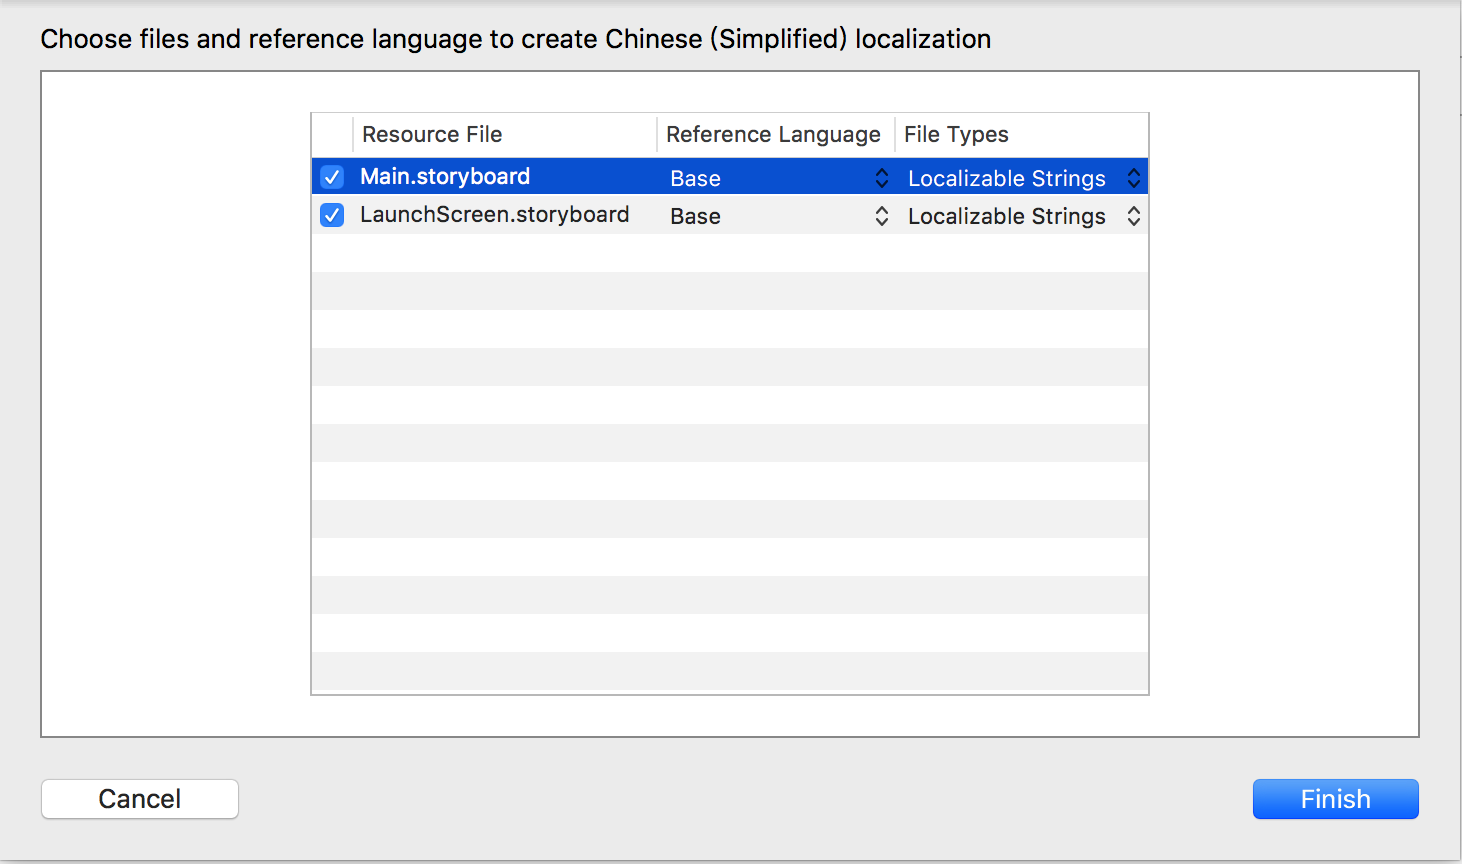 Choose files and reference language to create Chinese (Simplified) localization
Resource File Reference Language File Types
Main.storyboard Base Localizable Strings
LaunchScreen.storyboard Base Localizable Strings
Cancel Finish